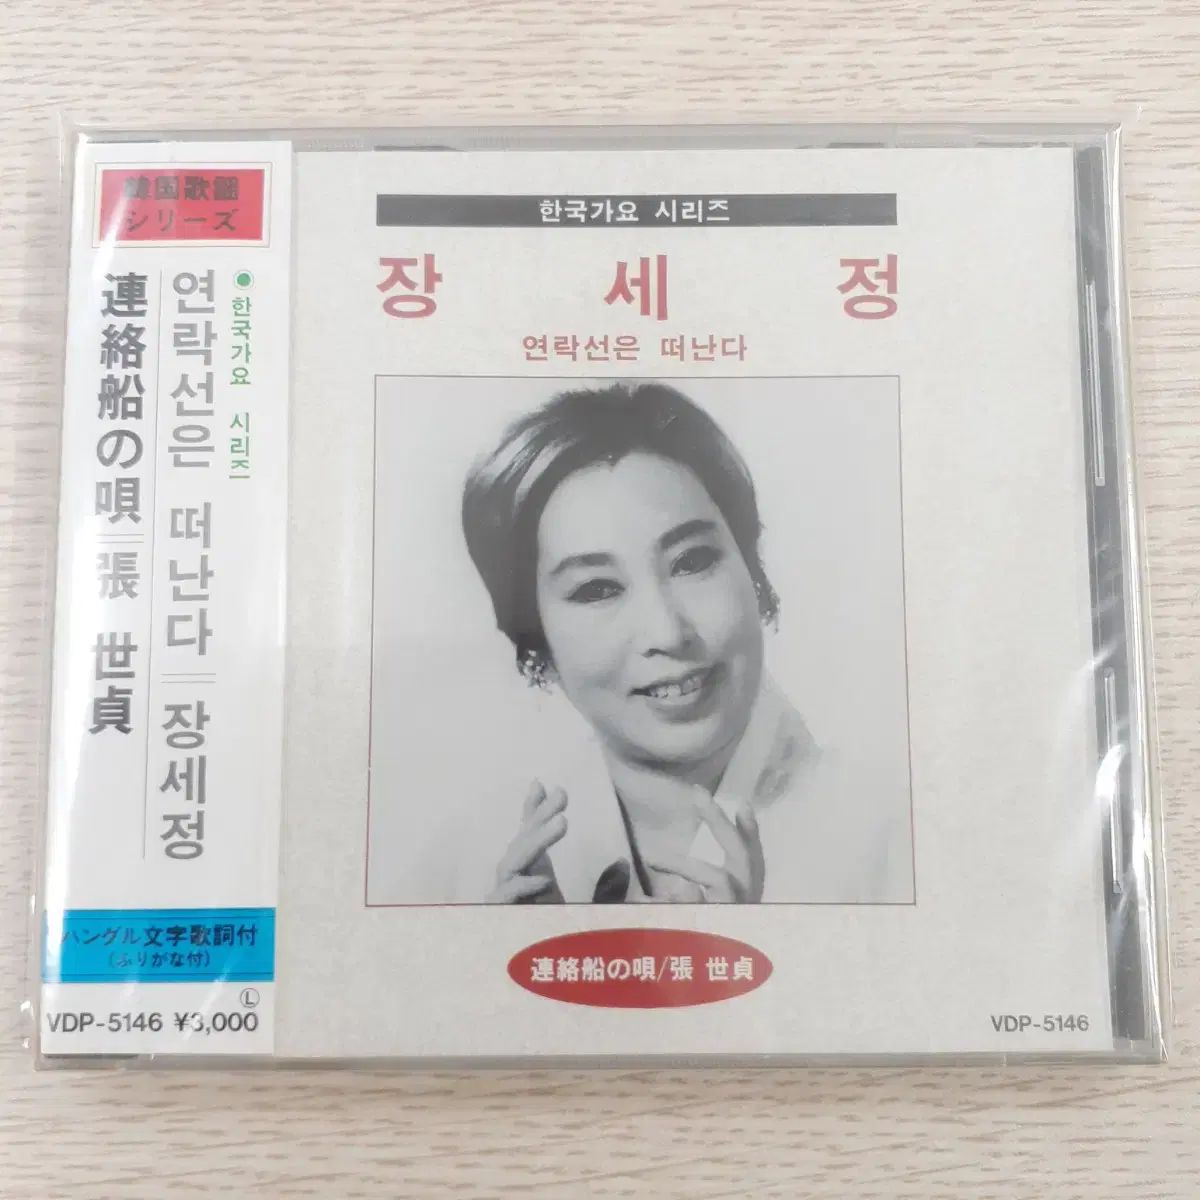 韓国歌謡
シリーズ
●한국가요 시리즈
연락선은 떠난다 장세정
連絡船の唄 張 世貞
ハングル文字歌詞付
(ふりがな付)
Ⓛ
VDP-5146 ¥3,000
한국가요 시리즈
장 세 정
연락선은 떠난다
連絡船の唄/張 世貞
VDP-5146